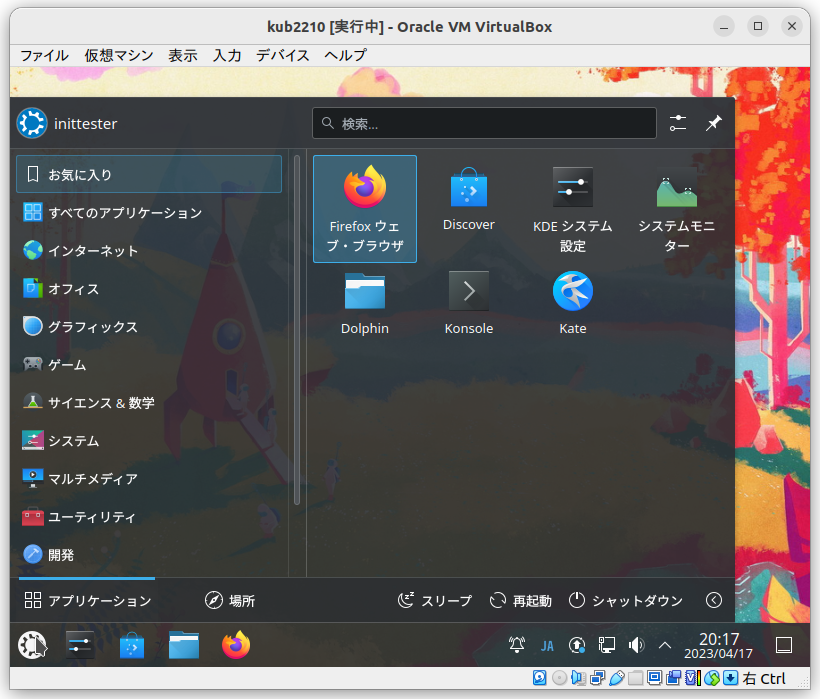 kub2210 [実行中] - Oracle VM VirtualBox
ファイル 仮想マシン 表示 入力 デバイス ヘルプ
inittester
検索...
お気に入り
すべてのアプリケーション
インターネット
オフィス
グラフィックス
ゲーム
サイエンス & 数学
システム
マルチメディア
ユーティリティ
開発
Firefox ウェ
ブ・ブラウザ
Discover
KDE システム
設定
システムモニ
ター
Dolphin
Konsole
Kate
アプリケーション 場所 スリープ 再起動 シャットダウン
JA
20:17
2023/04/17
右 Ctrl